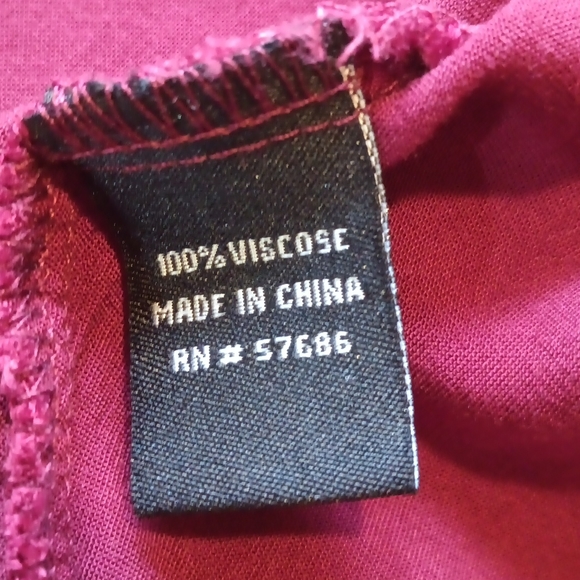 100% VISCOSE
MADE IN CHINA
RN # 57686